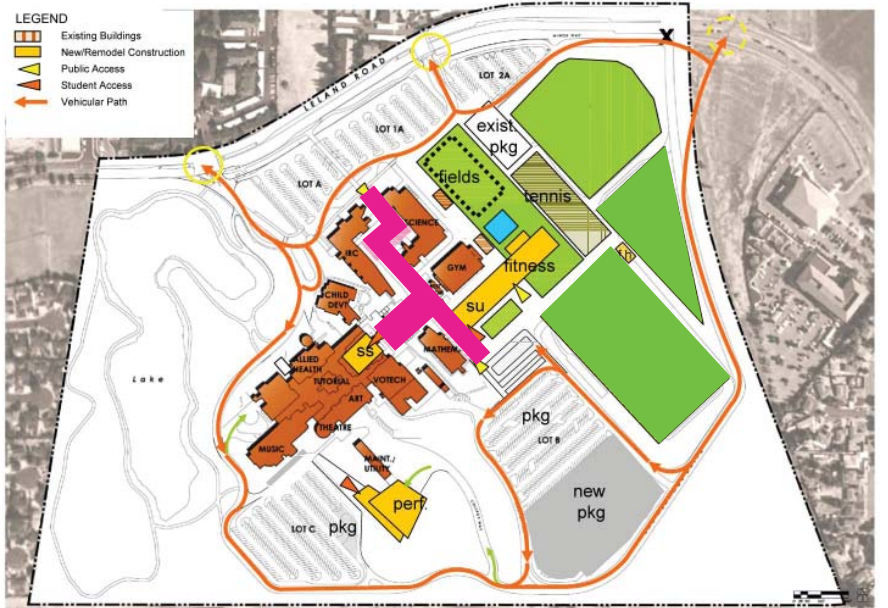 LEGEND
Existing Buildings
New/Remodel Construction
Public Access
Student Access
Vehicular Path
LELAND ROAD
X
LOT 2A
LOT 1A
LOT A
exist.
pkg
fields
tennis
SCIENCE
LRC
GYM
fitness
su
CHILD
DEVT
ss
MATHEM
ALLIED
HEALTH
TUTORIAL
VOTECH
ART
THEATRE
MUSIC
Lake
MAINT./
UTILITY
perf.
pkg
LOT B
new
pkg
LOT C
pkg